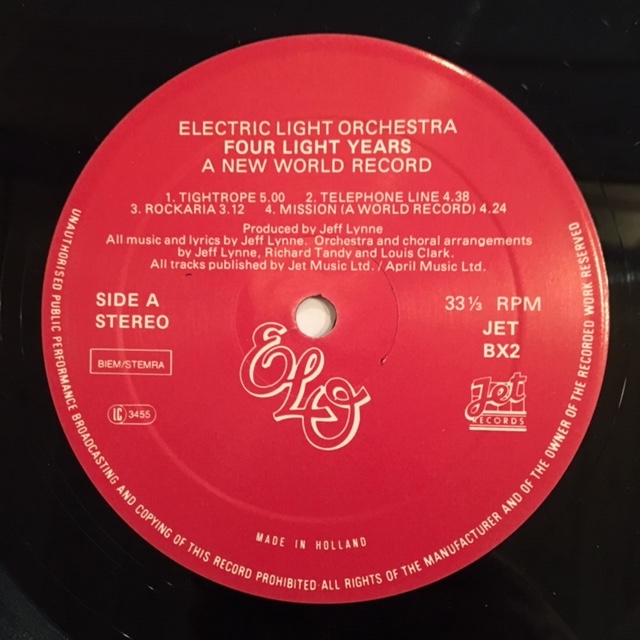 ELECTRIC LIGHT ORCHESTRA
FOUR LIGHT YEARS
A NEW WORLD RECORD
1. TIGHTROPE 5.00 2. TELEPHONE LINE 4.38
3. ROCKARIA 3.12 4. MISSION (A WORLD RECORD) 4.24
Produced by Jeff Lynne
All music and lyrics by Jeff Lynne. Orchestra and choral arrangements
by Jeff Lynne, Richard Tandy and Louis Clark.
All tracks published by Jet Music Ltd. / April Music Ltd.
SIDE A
STEREO
33⅓ RPM
JET
BX2
BIEM/STEMRA
LC 3455
ELO
Jet
RECORDS
MADE IN HOLLAND
UNAUTHORISED PUBLIC PERFORMANCE BROADCASTING AND COPYING OF THIS RECORD PROHIBITED·ALL RIGHTS OF THE MANUFACTURER AND OF THE OWNER OF THE RECORDED WORK RESERVED